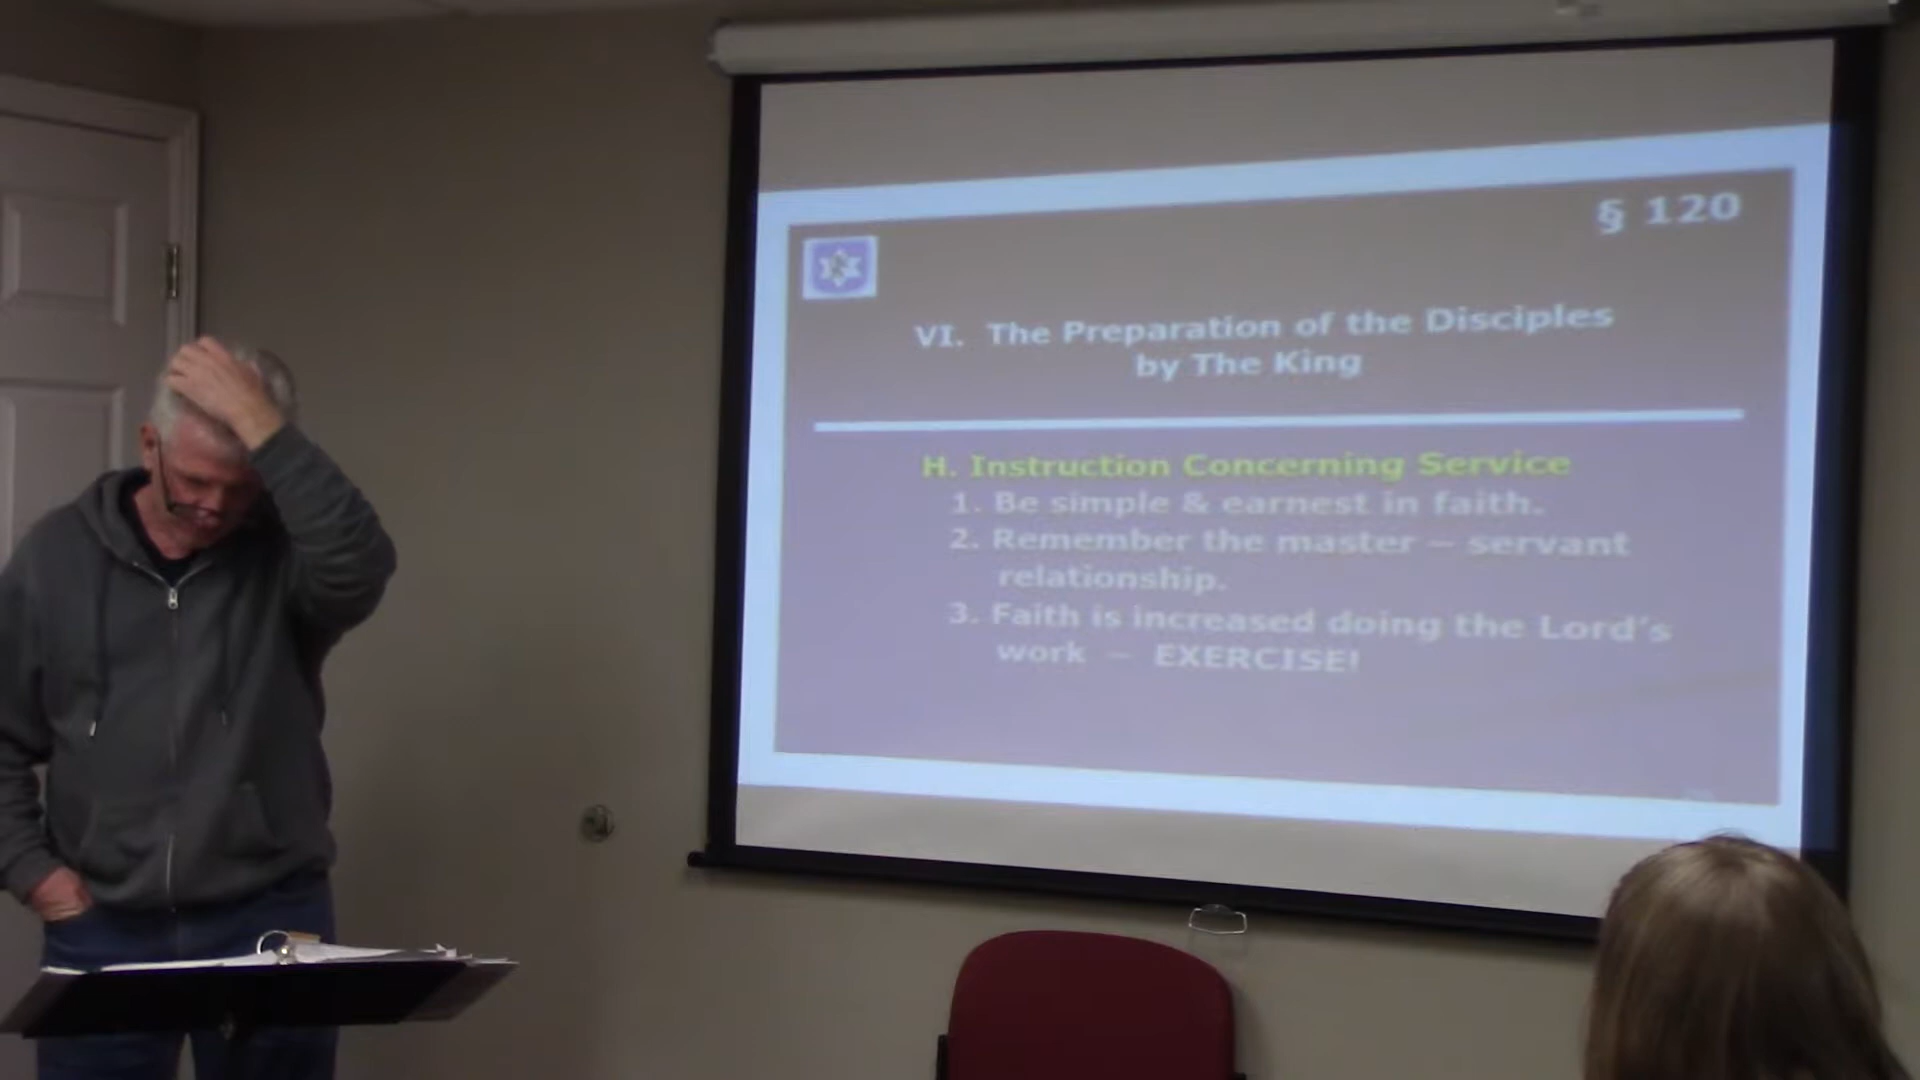 § 120
VI. The Preparation of the Disciples
by The King
H. Instruction Concerning Service
1. Be simple & earnest in faith.
2. Remember the master – servant
relationship.
3. Faith is increased doing the Lord's
work – EXERCISE!